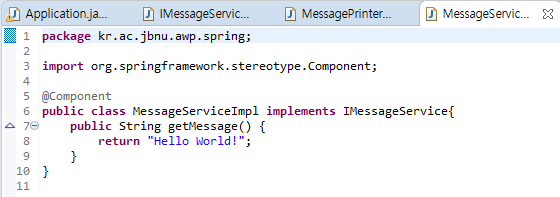 Application.ja... IMessageServic... MessagePrinter... MessageServic...
1 package kr.ac.jbnu.awp.spring;
2
3 import org.springframework.stereotype.Component;
4
5 @Component
6 public class MessageServiceImpl implements IMessageService{
7 public String getMessage() {
8 return "Hello World!";
9 }
10 }
11